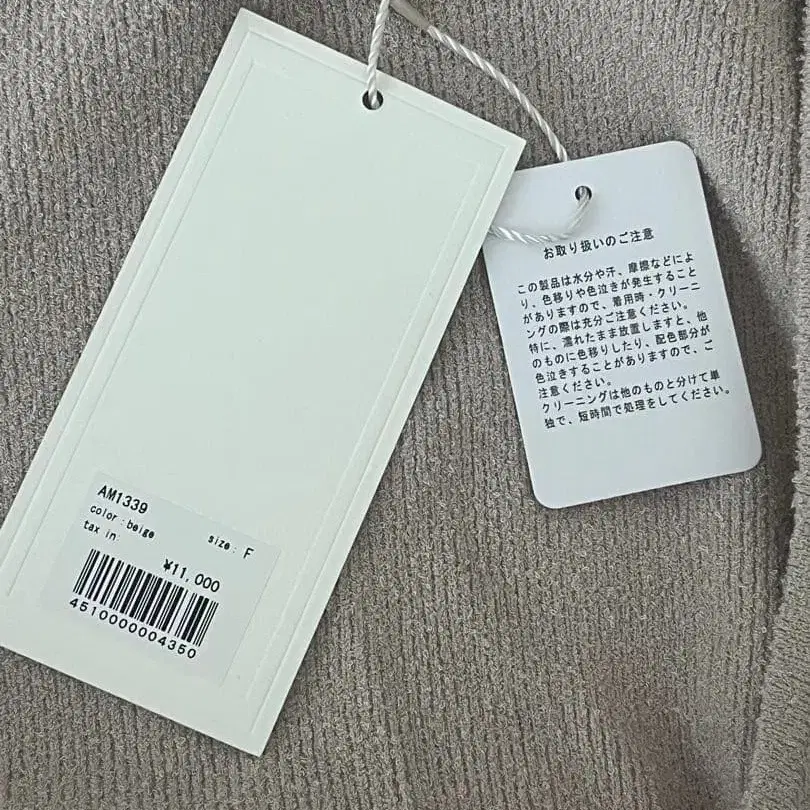 AM1339
color:beige size: F
tax in:
¥11,000
4510000004350
お取り扱いのご注意
この製品は水分や汗、摩擦などによ
り、色移りや色泣きが発生すること
がありますので、着用時・クリーニ
ングの際は充分ご注意ください。
特に、濡れたまま放置しますと、他
のものに色移りしたり、配色部分が
色泣きすることがありますので、ご
注意ください。
クリーニングは他のものと分けて単
独で、短時間で処理をしてください。